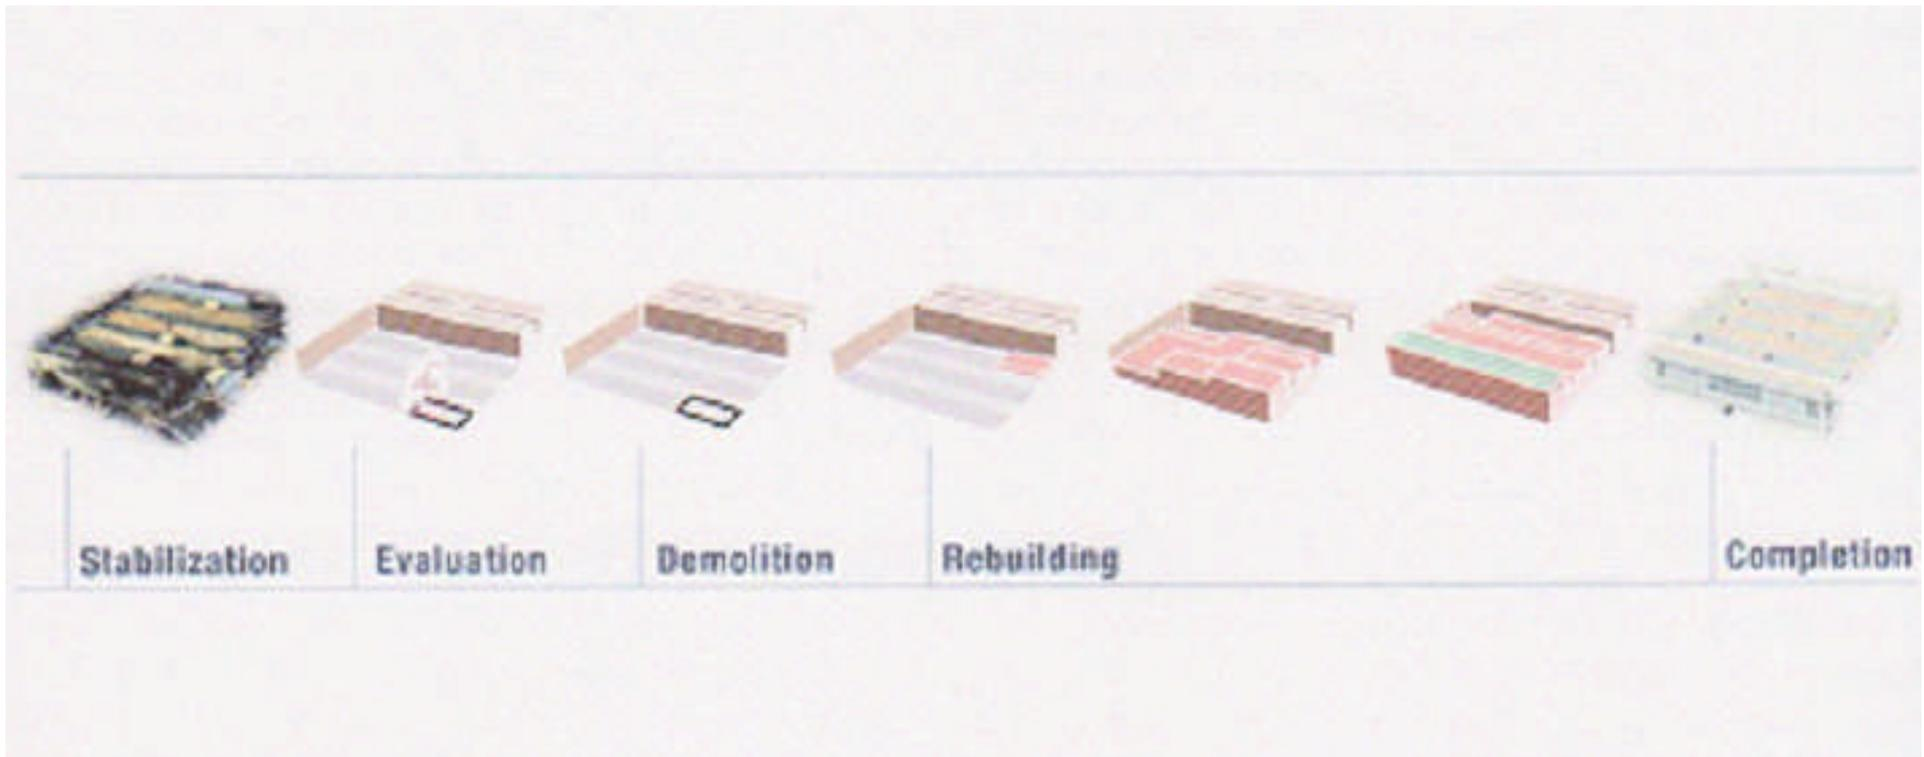 Stabilization
Evaluation
Demolition
Rebuilding
Completion